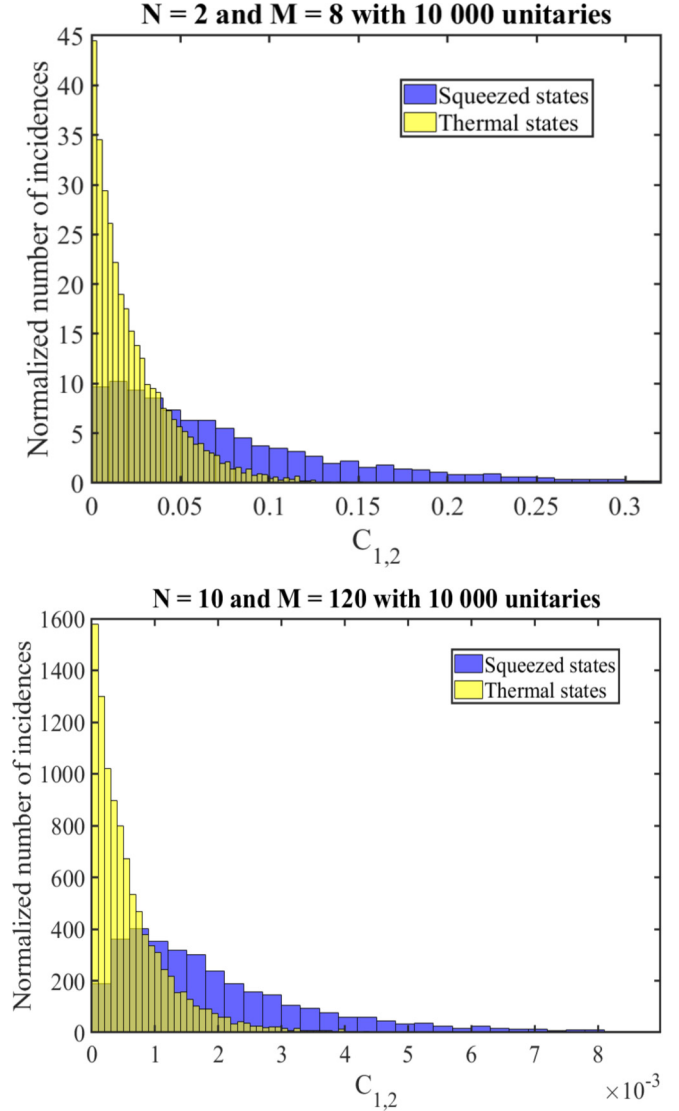 N = 2 and M = 8 with 10 000 unitaries
Normalized number of incidences
45
40
35
30
25
20
15
10
5
0
Squeezed states
Thermal states
0 0.05 0.1 0.15 0.2 0.25 0.3
C1,2
N = 10 and M = 120 with 10 000 unitaries
Normalized number of incidences
1600
1400
1200
1000
800
600
400
200
0
Squeezed states
Thermal states
0 1 2 3 4 5 6 7 8
C1,2
×10-3